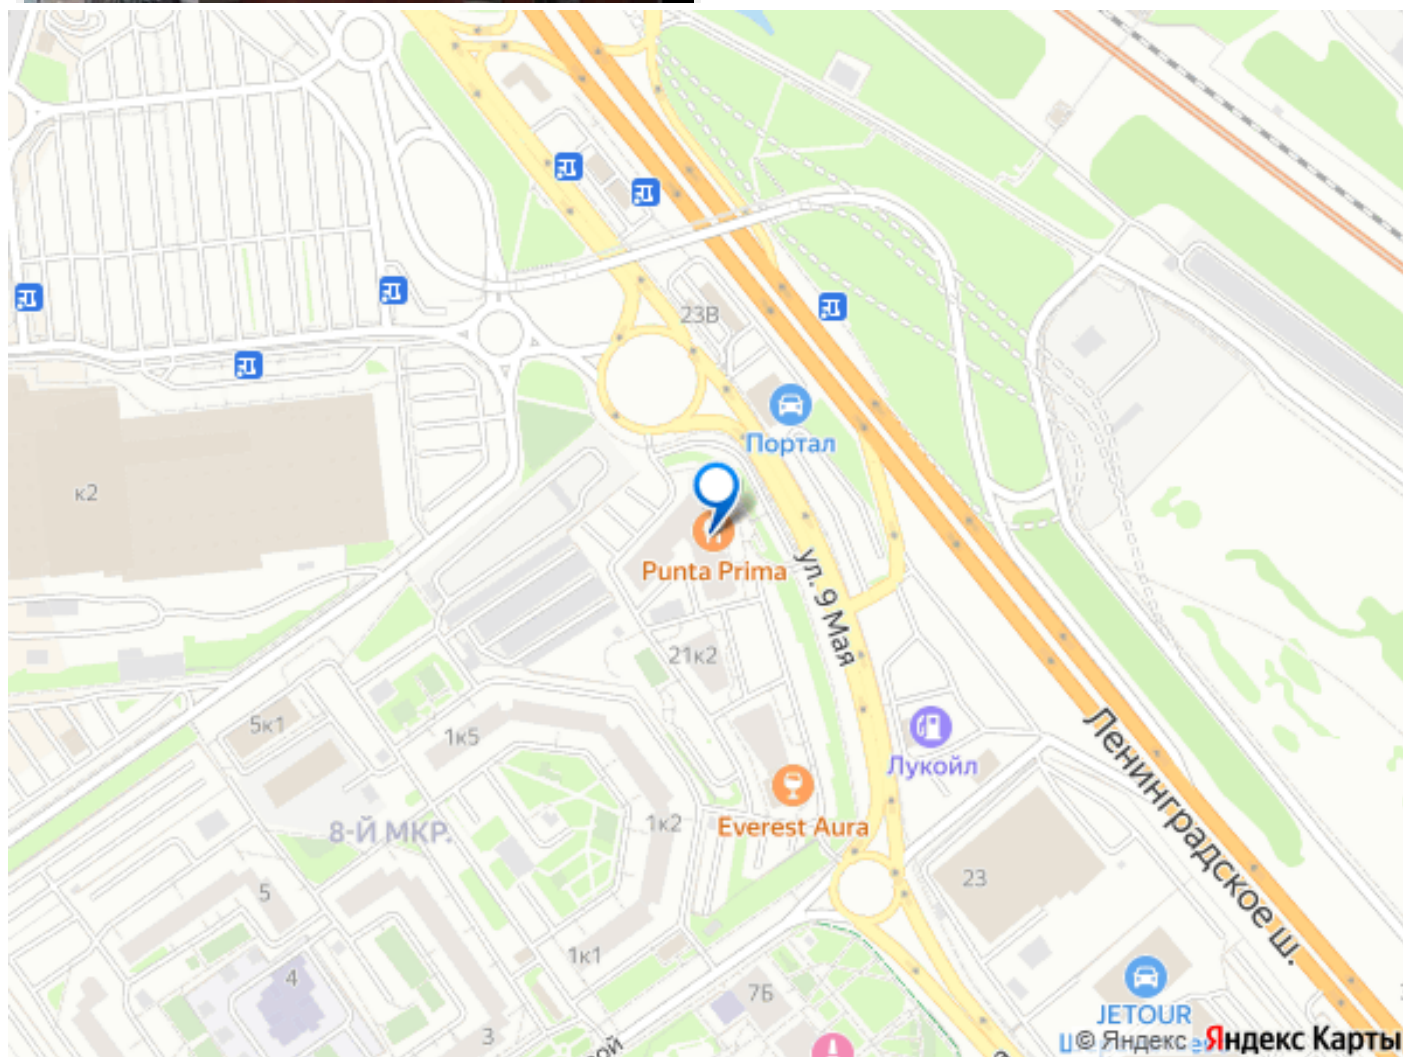 23В
Портал
к2
Punta Prima
ул. 9 Мая
21к2
5к1
1к5
Лукойл
Ленинградское ш.
8-Й МКР.
1к2
Everest Aura
5
23
1к1
4
7Б
3
JETOUR
© Яндекс
Яндекс Карты